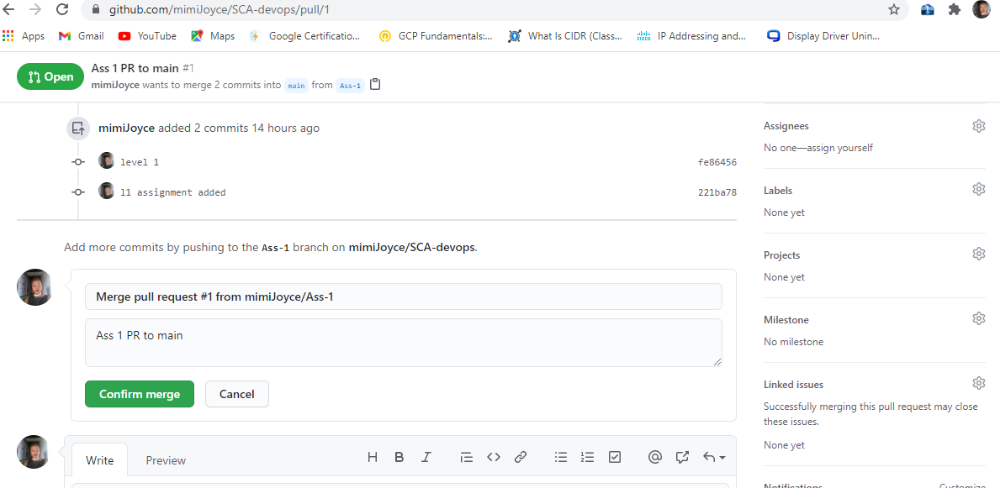 github.com/mimiJoyce/SCA-devops/pull/1
Apps Gmail YouTube Maps Google Certificatio... GCP Fundamentals:... What Is CIDR (Class... IP Addressing and... Display Driver Unin...
Open
Ass 1 PR to main #1
mimiJoyce wants to merge 2 commits into main from Ass-1
mimiJoyce added 2 commits 14 hours ago
level 1 fe86456
l1 assignment added 221ba78
Add more commits by pushing to the Ass-1 branch on mimiJoyce/SCA-devops.
Merge pull request #1 from mimiJoyce/Ass-1
Ass 1 PR to main
Confirm merge Cancel
Write Preview
Assignees
No one—assign yourself
Labels
None yet
Projects
None yet
Milestone
No milestone
Linked issues
Successfully merging this pull request may close
these issues.
None yet
Notifications Customize